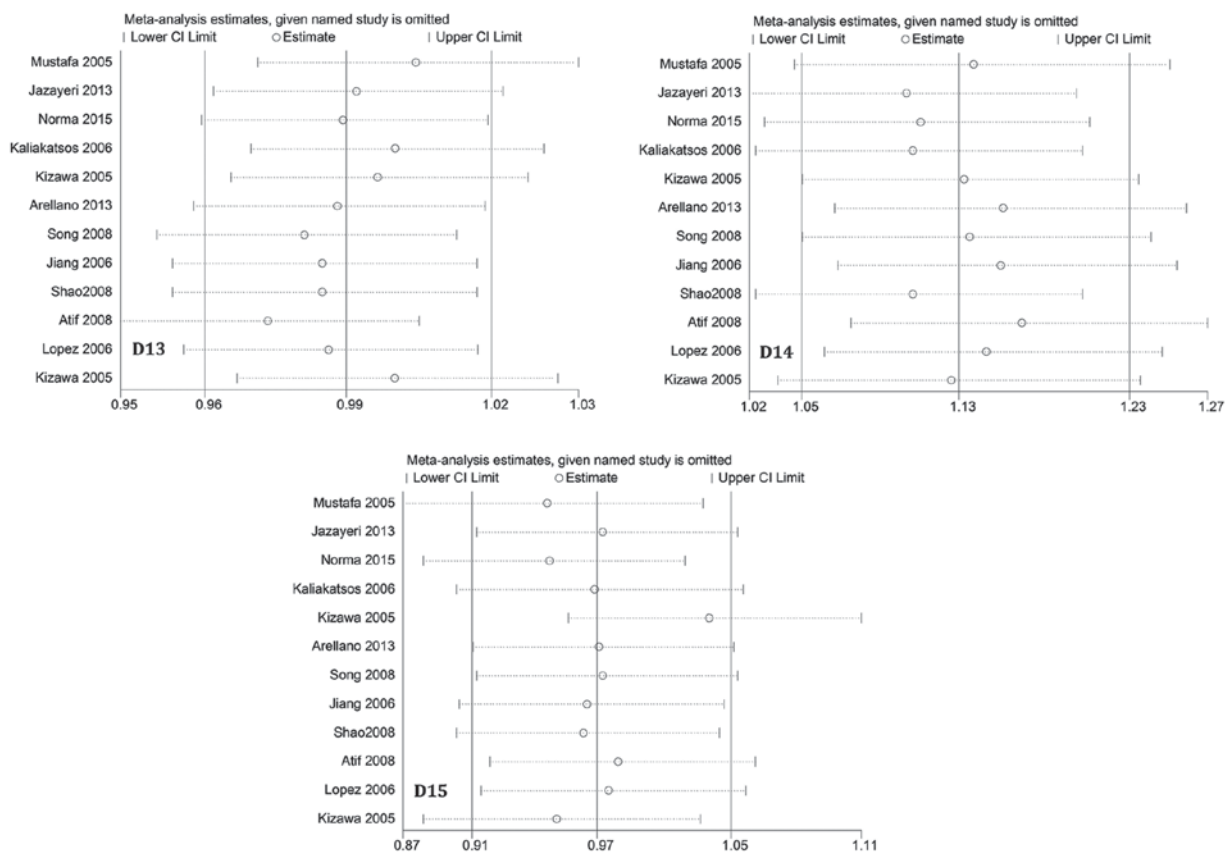 Meta-analysis estimates, given named study is omitted
| Lower CI Limit ○ Estimate | Upper CI Limit
Mustafa 2005
Jazayeri 2013
Norma 2015
Kaliakatsos 2006
Kizawa 2005
Arellano 2013
Song 2008
Jiang 2006
Shao2008
Atif 2008
Lopez 2006
Kizawa 2005
D13
0.95 0.96 0.99 1.02 1.03
Meta-analysis estimates, given named study is omitted
| Lower CI Limit ○ Estimate | Upper CI Limit
Mustafa 2005
Jazayeri 2013
Norma 2015
Kaliakatsos 2006
Kizawa 2005
Arellano 2013
Song 2008
Jiang 2006
Shao2008
Atif 2008
Lopez 2006
Kizawa 2005
D14
1.02 1.05 1.13 1.23 1.27
Meta-analysis estimates, given named study is omitted
| Lower CI Limit ○ Estimate | Upper CI Limit
Mustafa 2005
Jazayeri 2013
Norma 2015
Kaliakatsos 2006
Kizawa 2005
Arellano 2013
Song 2008
Jiang 2006
Shao2008
Atif 2008
Lopez 2006
Kizawa 2005
D15
0.87 0.91 0.97 1.05 1.11